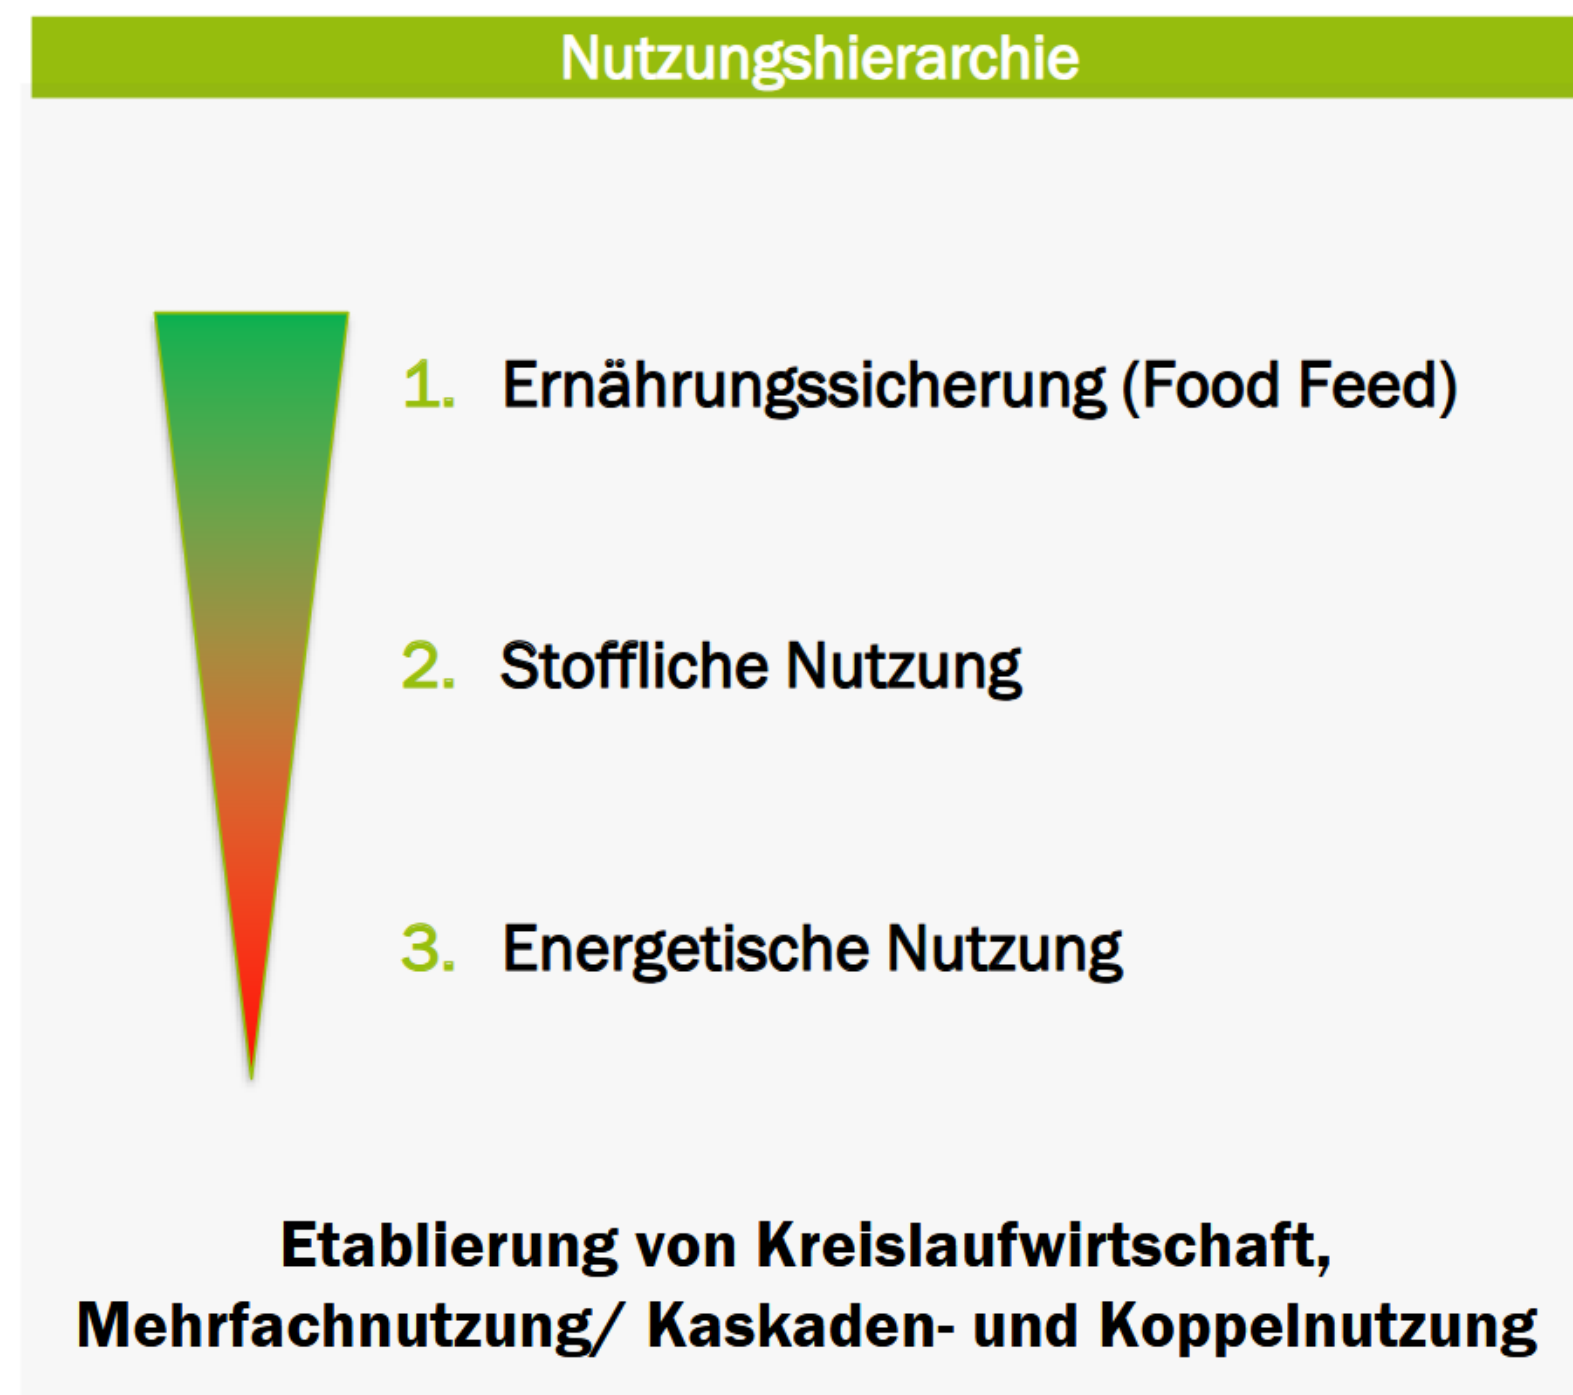 Nutzungshierarchie
1. Ernährungssicherung (Food Feed)
2. Stoffliche Nutzung
3. Energetische Nutzung
Etablierung von Kreislaufwirtschaft,
Mehrfachnutzung/ Kaskaden- und Koppelnutzung